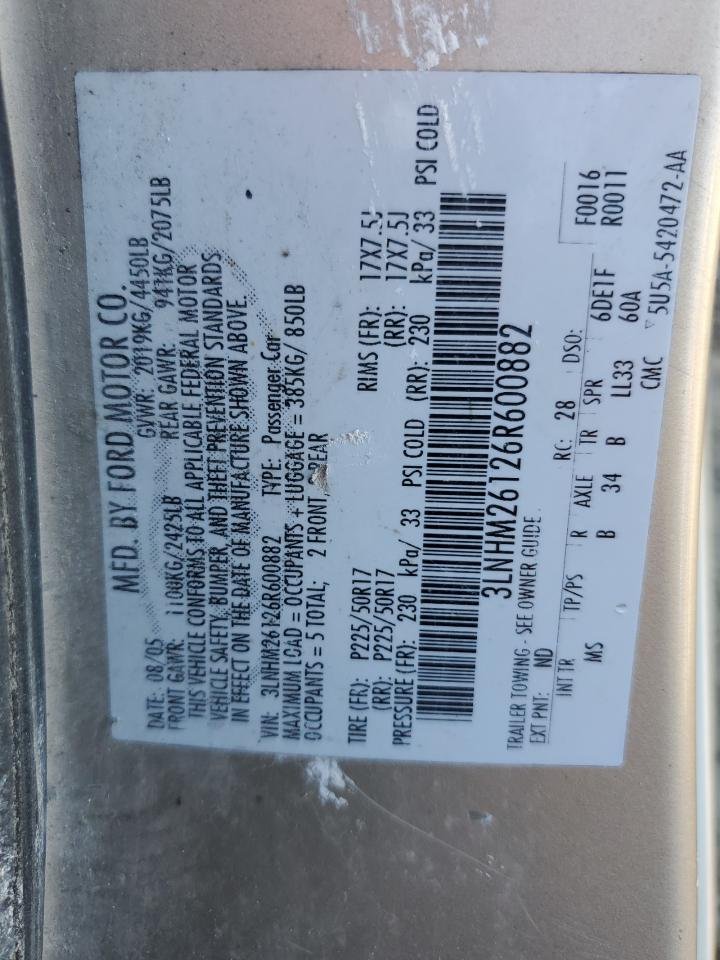 MFD. BY FORD MOTOR CO.
DATE: 08/05 GVWR: 2019KG/4450LB
FRONT GAWR: 1100KG/2425LB REAR GAWR: 941KG/2075LB
THIS VEHICLE CONFORMS TO ALL APPLICABLE FEDERAL MOTOR
VEHICLE SAFETY, BUMPER, AND THEFT PREVENTION STANDARDS
IN EFFECT ON THE DATE OF MANUFACTURE SHOWN ABOVE.
VIN: 3LNHM26126R600882 TYPE: Passenger Car
MAXIMUM LOAD = OCCUPANTS + LUGGAGE = 385KG/ 850LB
OCCUPANTS = 5 TOTAL; 2 FRONT REAR
TIRE (FR): P225/50R17 RIMS (FR): 17X7.5J
(RR): P225/50R17 (RR): 17X7.5J
PRESSURE (FR): 230 kPa/ 33 PSI COLD (RR): 230 kPa/ 33 PSI COLD
3LNHM26126R600882
TRAILER TOWING - SEE OWNER GUIDE.
EXT PNT: ND RC: 28 DSO: F0016
INT TR TP/PS R AXLE TR SPR 6DE1F R0011
MS B 34 B LL33 60A
CMC 5U5A-5420472-AA